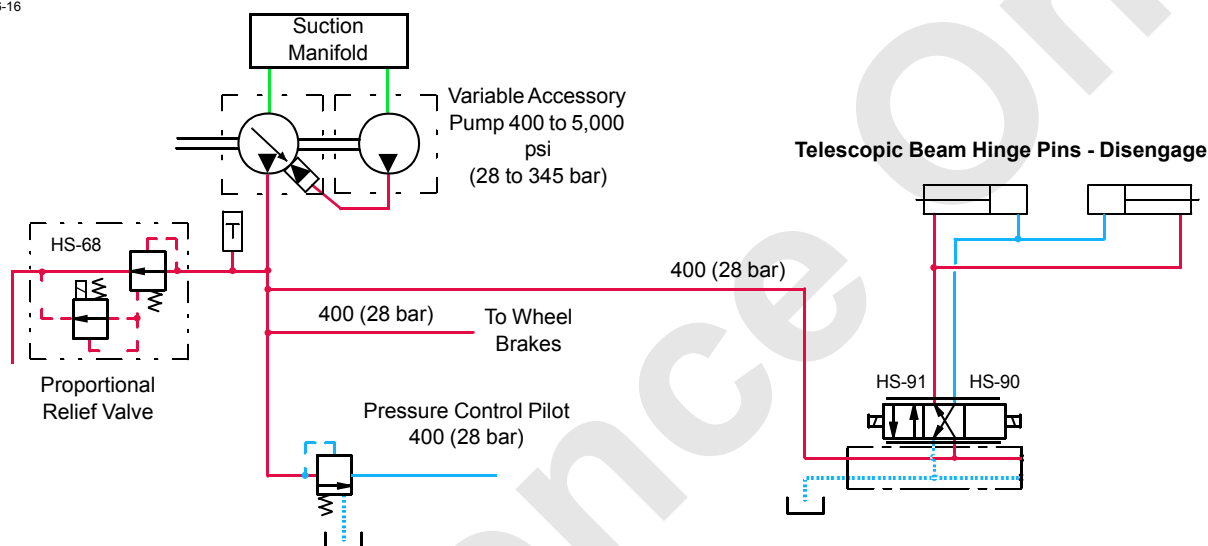 6-16
Suction
Manifold
Variable Accessory
Pump 400 to 5,000
psi
(28 to 345 bar)
Telescopic Beam Hinge Pins - Disengage
HS-68
T
400 (28 bar)
400 (28 bar)
To Wheel
Brakes
Proportional
Relief Valve
Pressure Control Pilot
400 (28 bar)
HS-91
HS-90